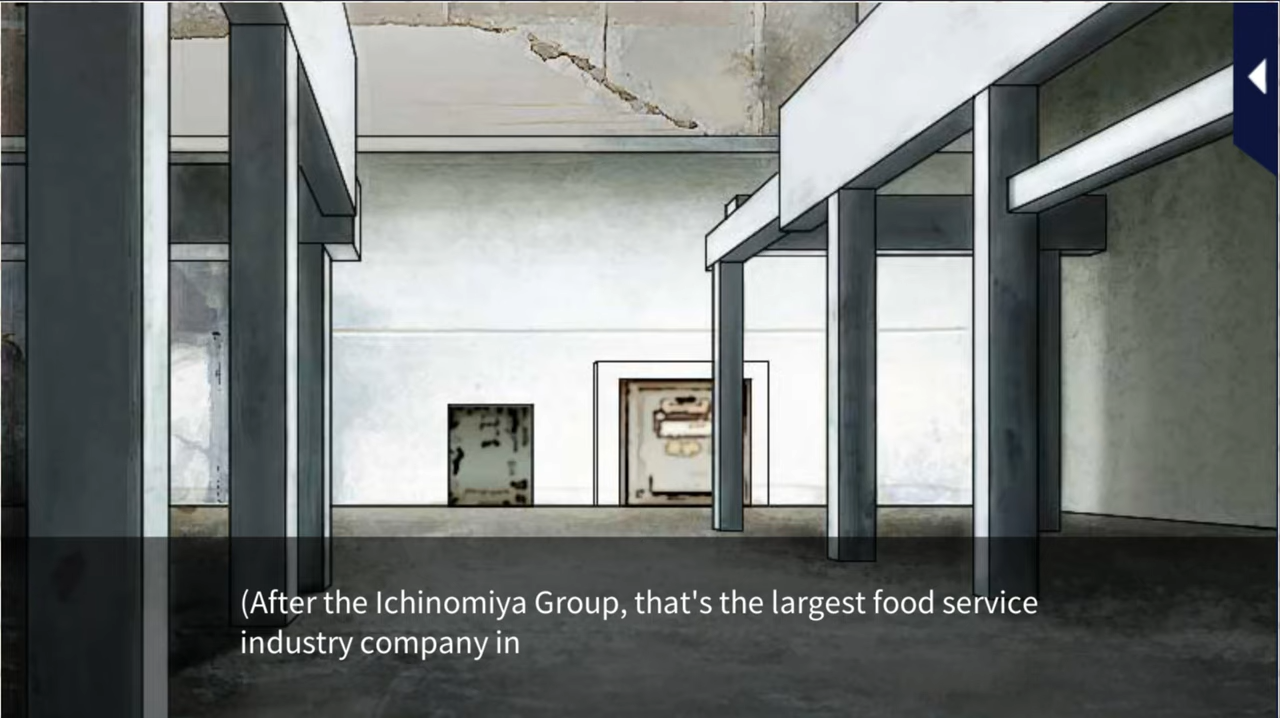 (After the Ichinomiya Group, that's the largest food service
industry company in